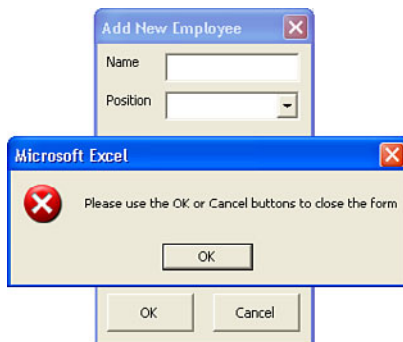 Add New Employee
Name
Position
Microsoft Excel
Please use the OK or Cancel buttons to close the form
OK
OK Cancel